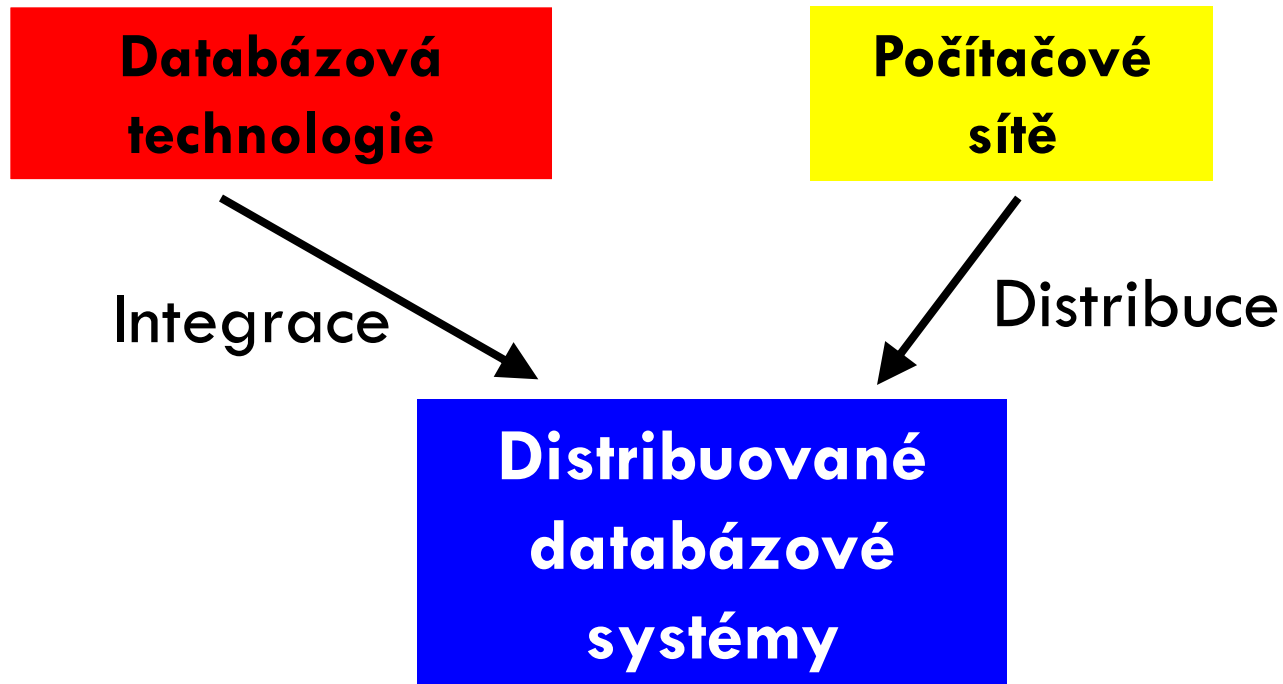 Databázová
technologie
Počítačové
sítě
Integrace
Distribuce
Distribuované
databázové
systémy